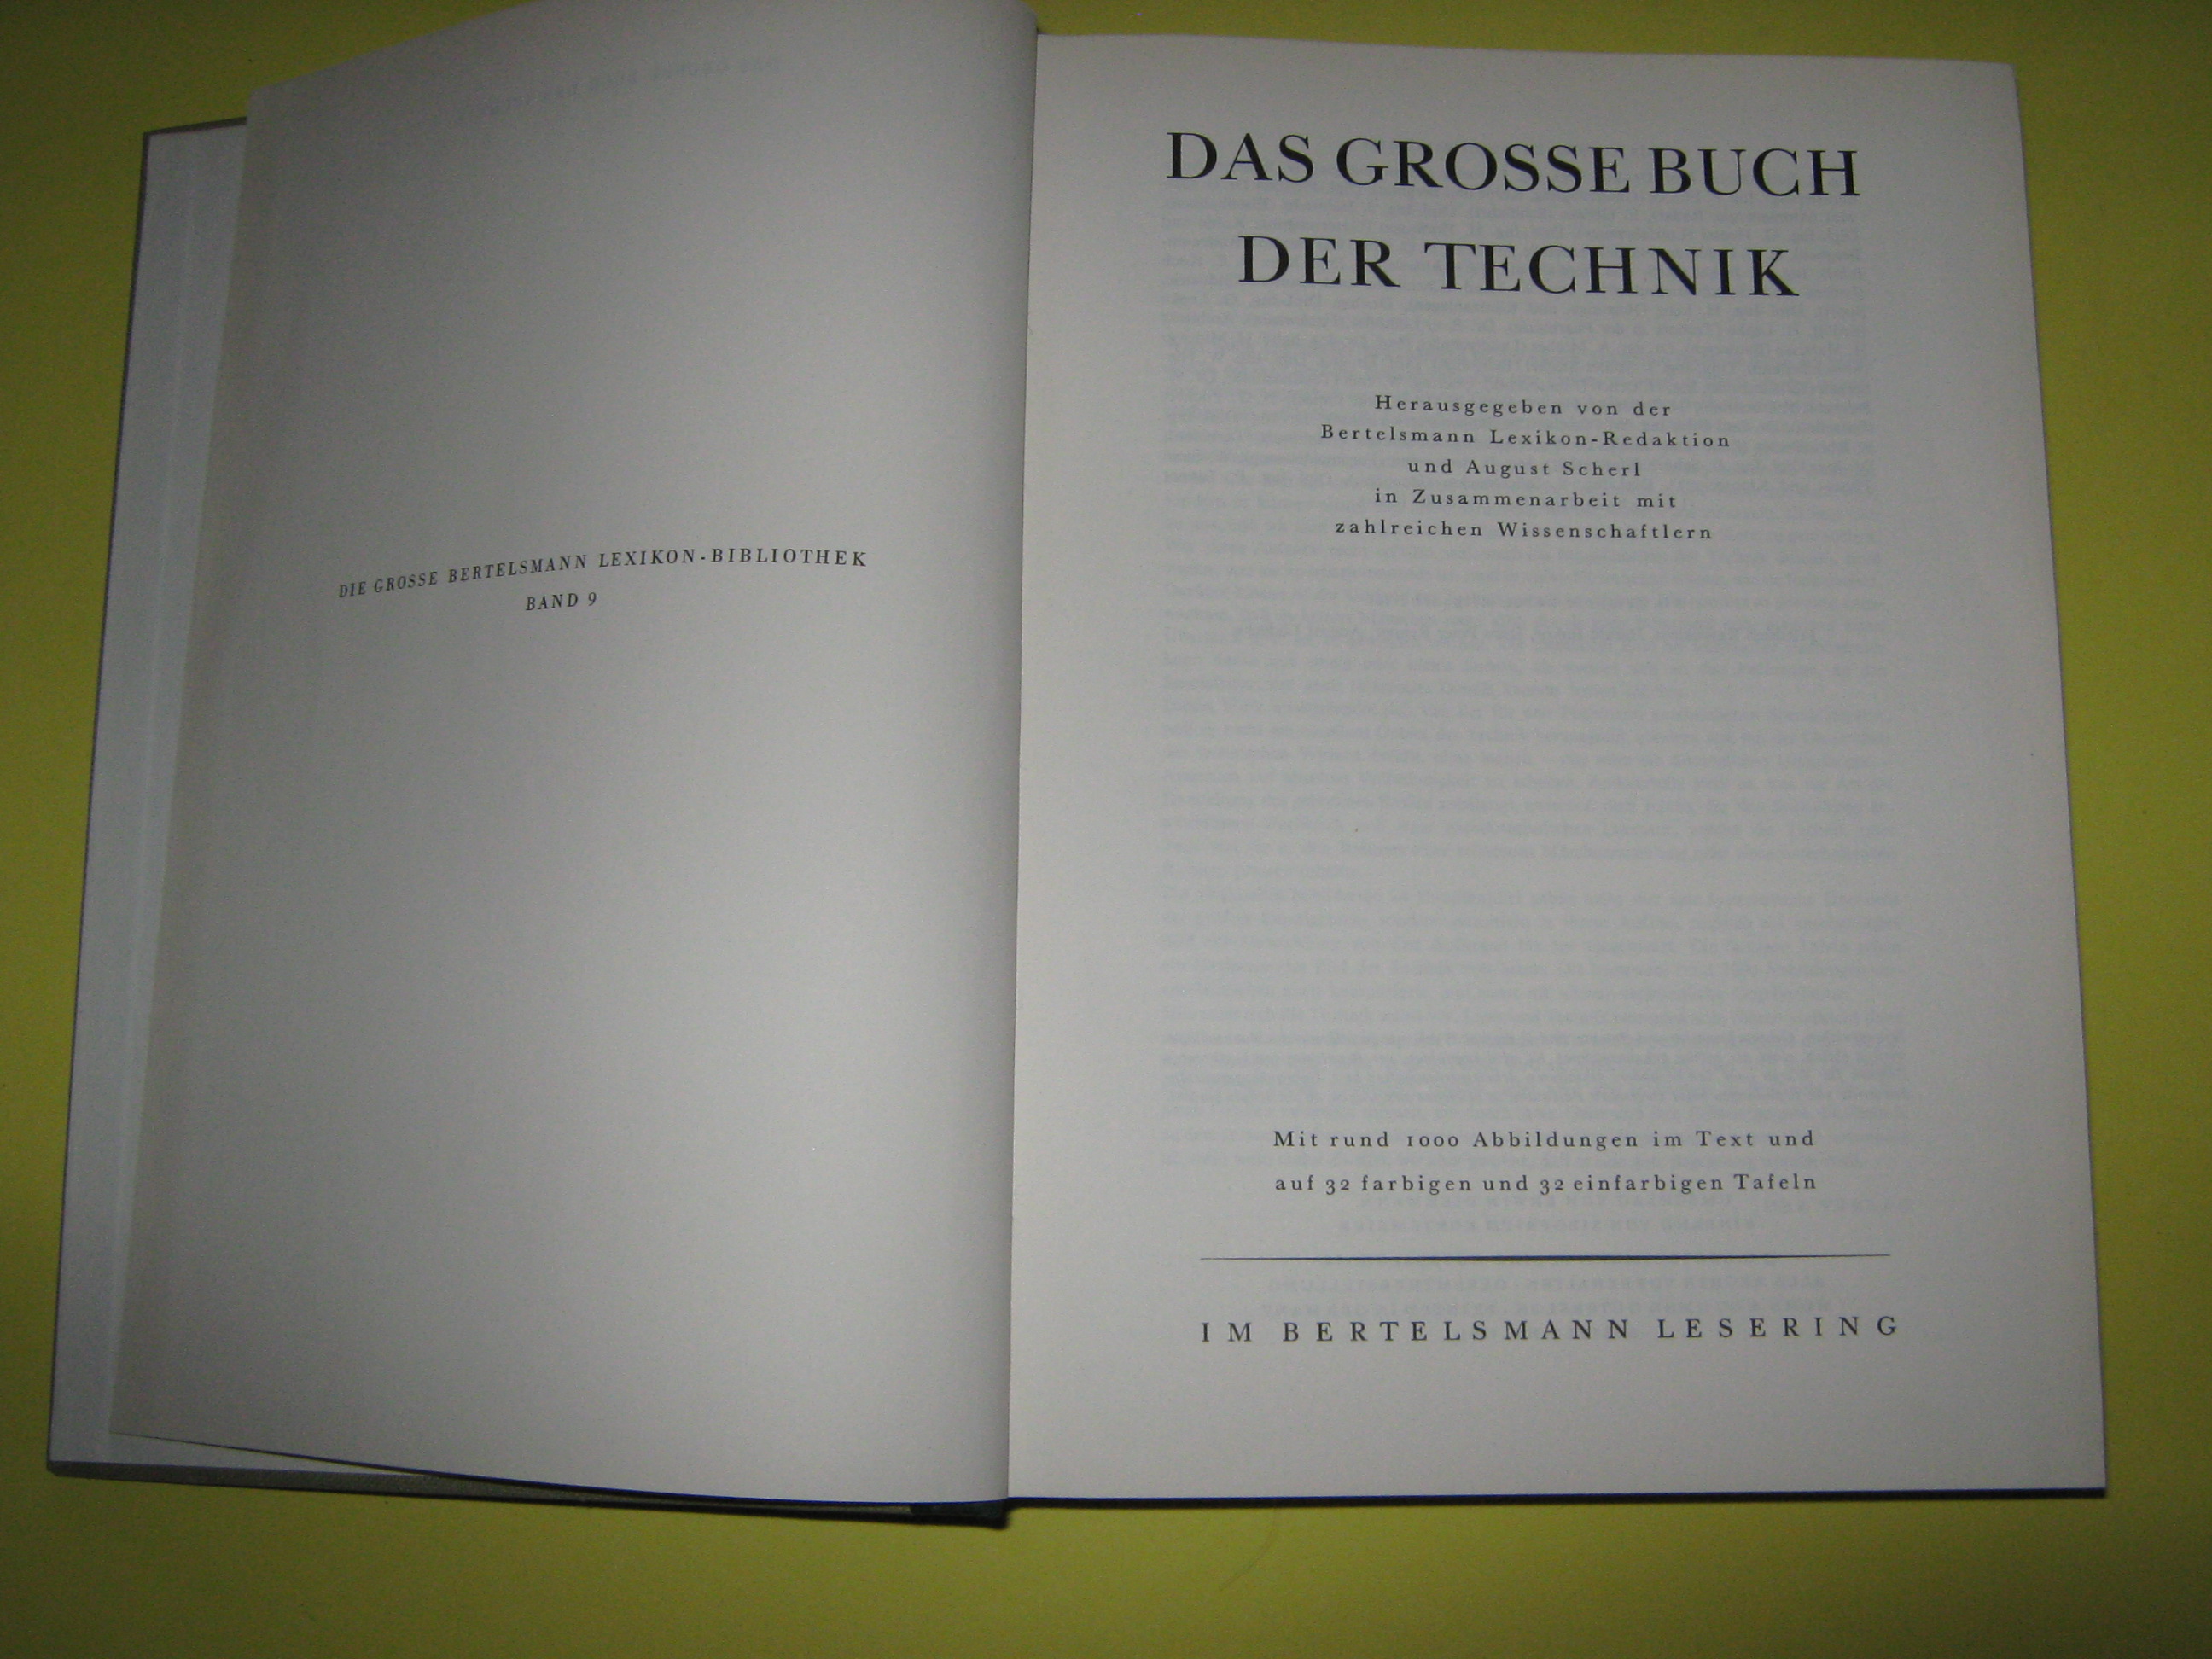 DIE GROSSE BERTELSMANN LEXIKON-BIBLIOTHEK
BAND 9
DAS GROSSE BUCH
DER TECHNIK
Herausgegeben von der
Bertelsmann Lexikon-Redaktion
und August Scherl
in Zusammenarbeit mit
zahlreichen Wissenschaftlern
Mit rund 1000 Abbildungen im Text und
auf 32 farbigen und 32 einfarbigen Tafeln
IM BERTELSMANN LESERING